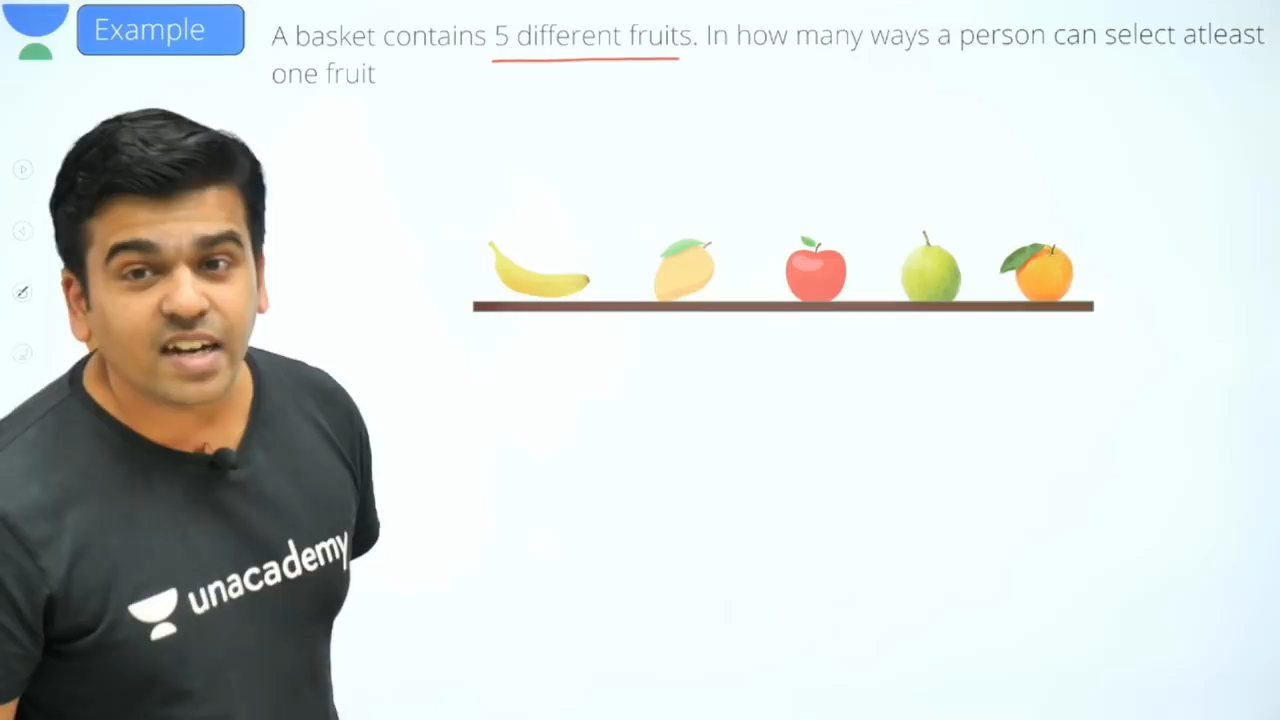 Example
A basket contains 5 different fruits. In how many ways a person can select atleast
one fruit
unacademy